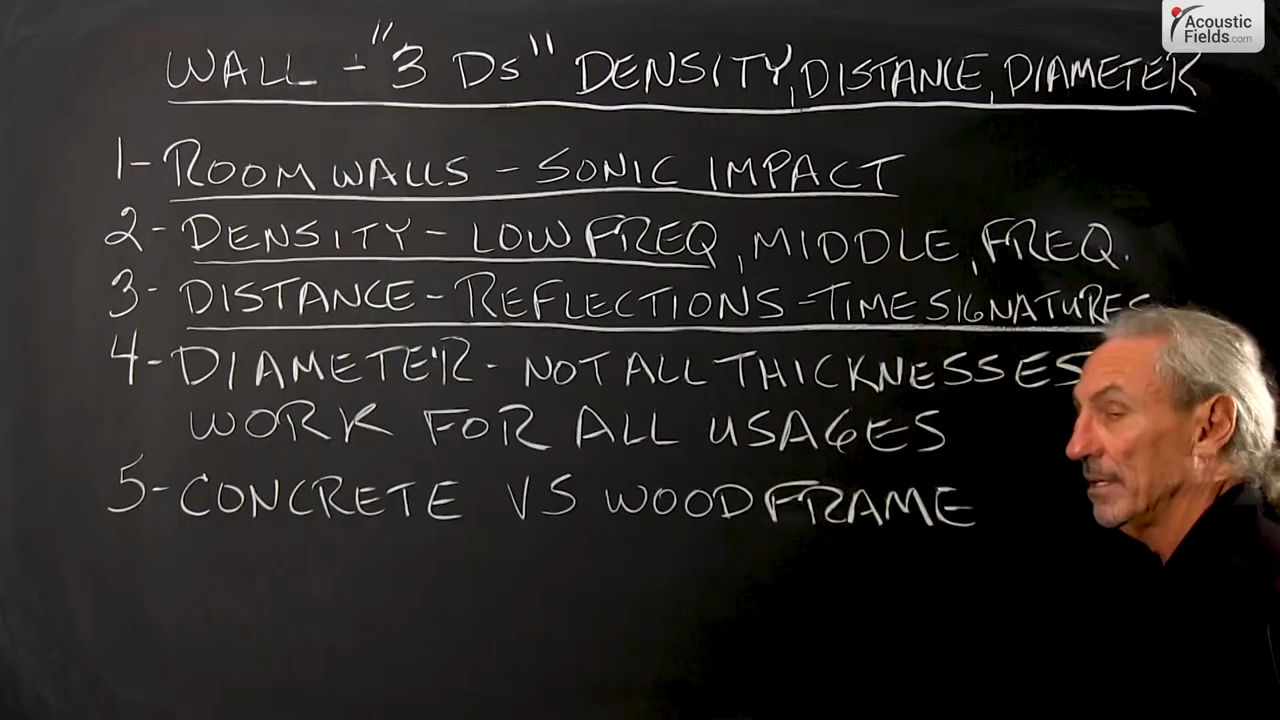 Acoustic
Fields.com
WALL - "3 Ds" DENSITY, DISTANCE, DIAMETER
1- ROOM WALLS - SONIC IMPACT
2- DENSITY - LOW FREQ, MIDDLE, FREQ.
3- DISTANCE - REFLECTIONS - TIME SIGNATURES
4- DIAMETER - NOT ALL THICKNESSES
WORK FOR ALL USAGES
5- CONCRETE VS WOOD FRAME